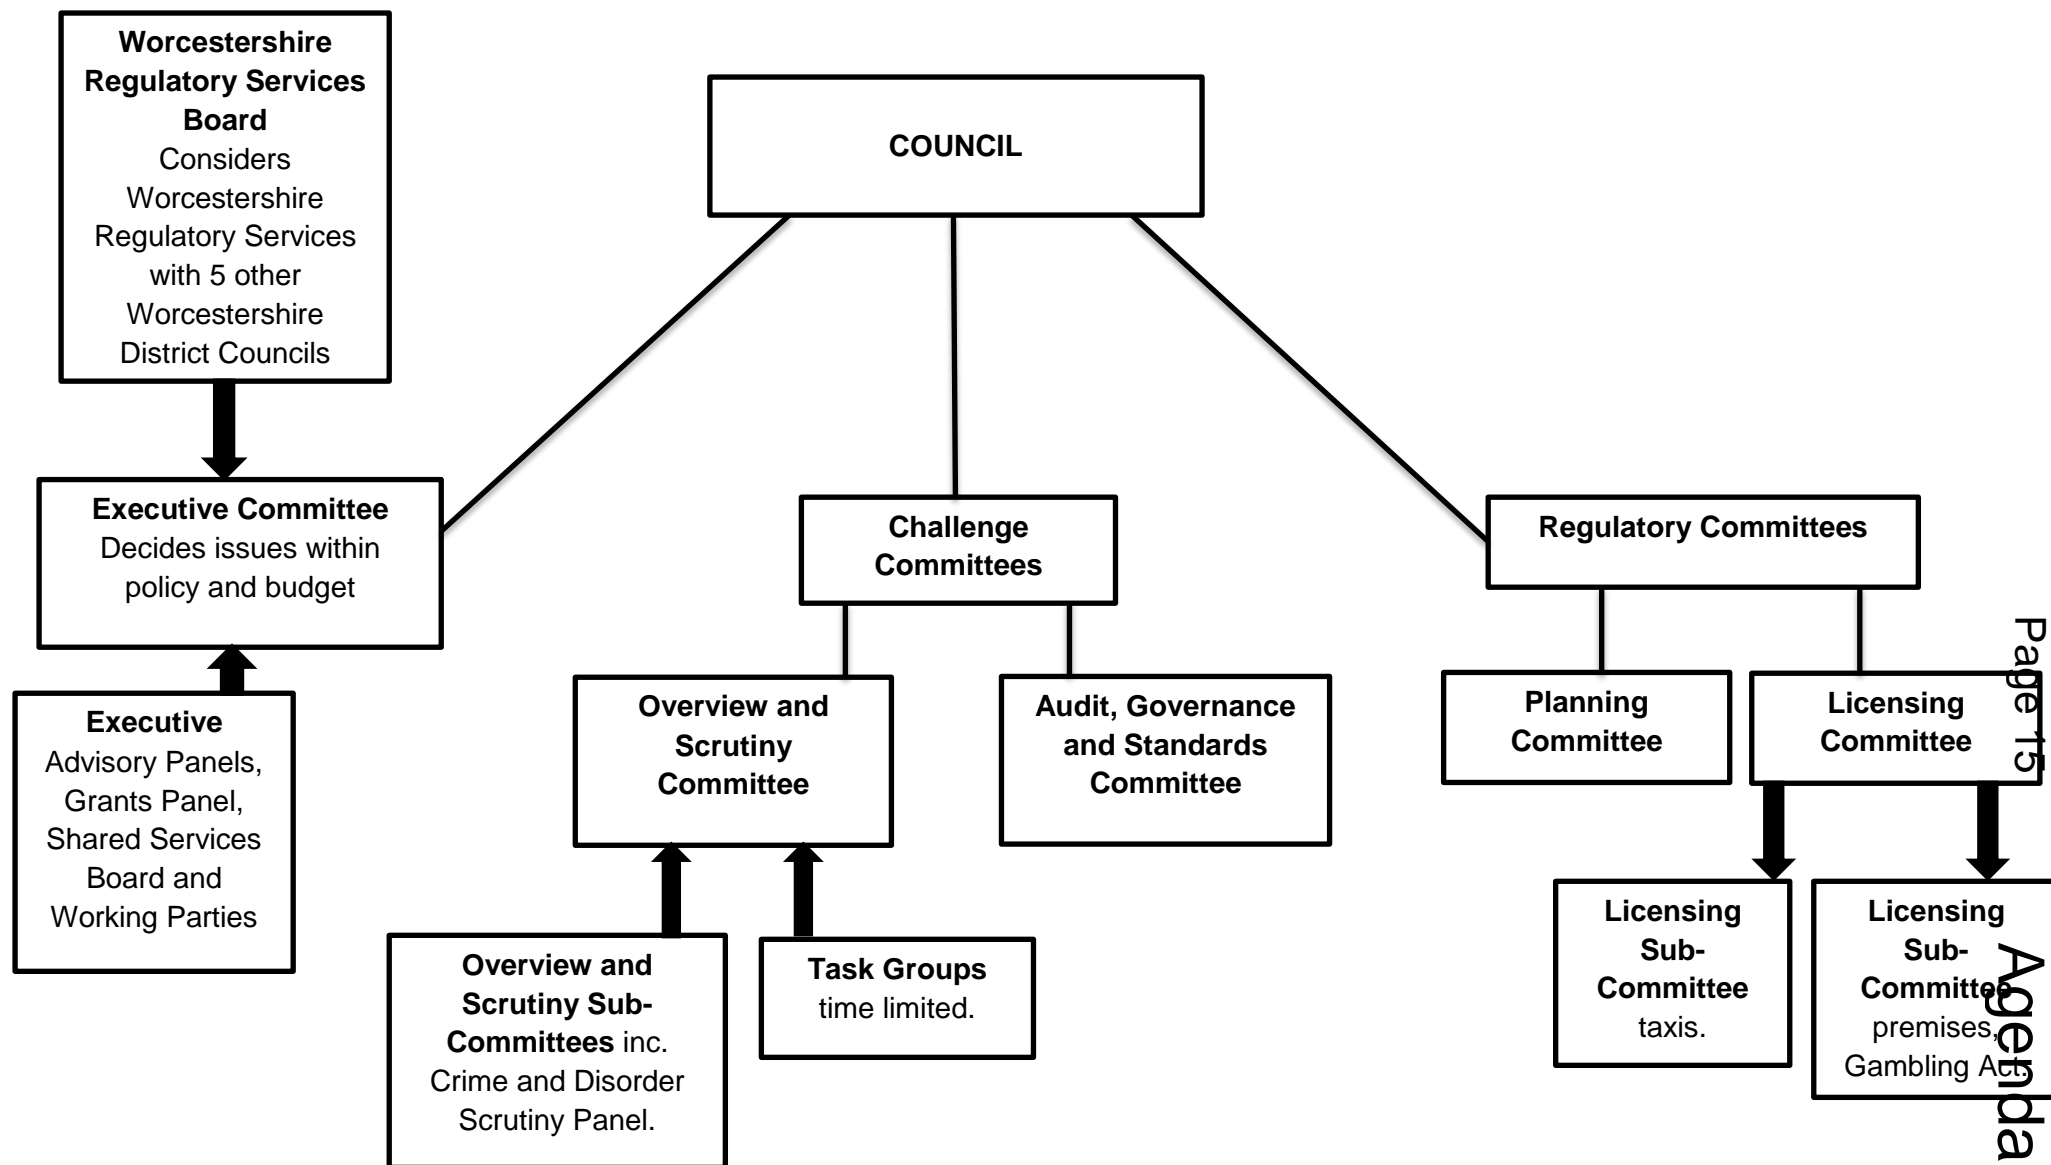 Worcestershire
Regulatory Services
Board
Considers
Worcestershire
Regulatory Services
with 5 other
Worcestershire
District Councils
COUNCIL
Executive Committee
Decides issues within
policy and budget
Challenge
Committees
Regulatory Committees
Executive
Advisory Panels,
Grants Panel,
Shared Services
Board and
Working Parties
Overview and
Scrutiny
Committee
Audit, Governance
and Standards
Committee
Planning
Committee
Licensing
Committee
Overview and
Scrutiny Sub-
Committees inc.
Crime and Disorder
Scrutiny Panel.
Task Groups
time limited.
Licensing
Sub-
Committee
taxis.
Licensing
Sub-
Committee
premises,
Gambling Act.
Page 15
Agenda